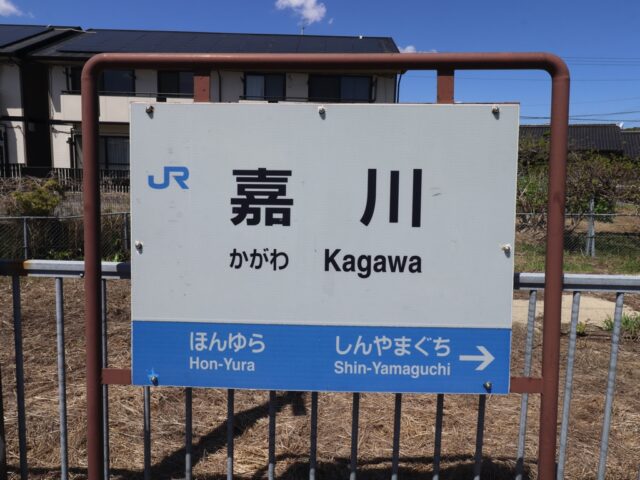 JR 嘉川
かがわ Kagawa
ほんゆら しんやまぐち →
Hon-Yura Shin-Yamaguchi